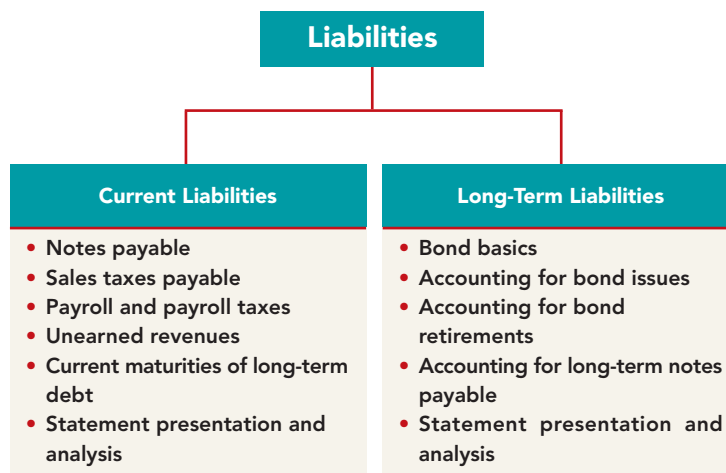 Liabilities
Current Liabilities
• Notes payable
• Sales taxes payable
• Payroll and payroll taxes
• Unearned revenues
• Current maturities of long-term
debt
• Statement presentation and
analysis
Long-Term Liabilities
• Bond basics
• Accounting for bond issues
• Accounting for bond
retirements
• Accounting for long-term notes
payable
• Statement presentation and
analysis